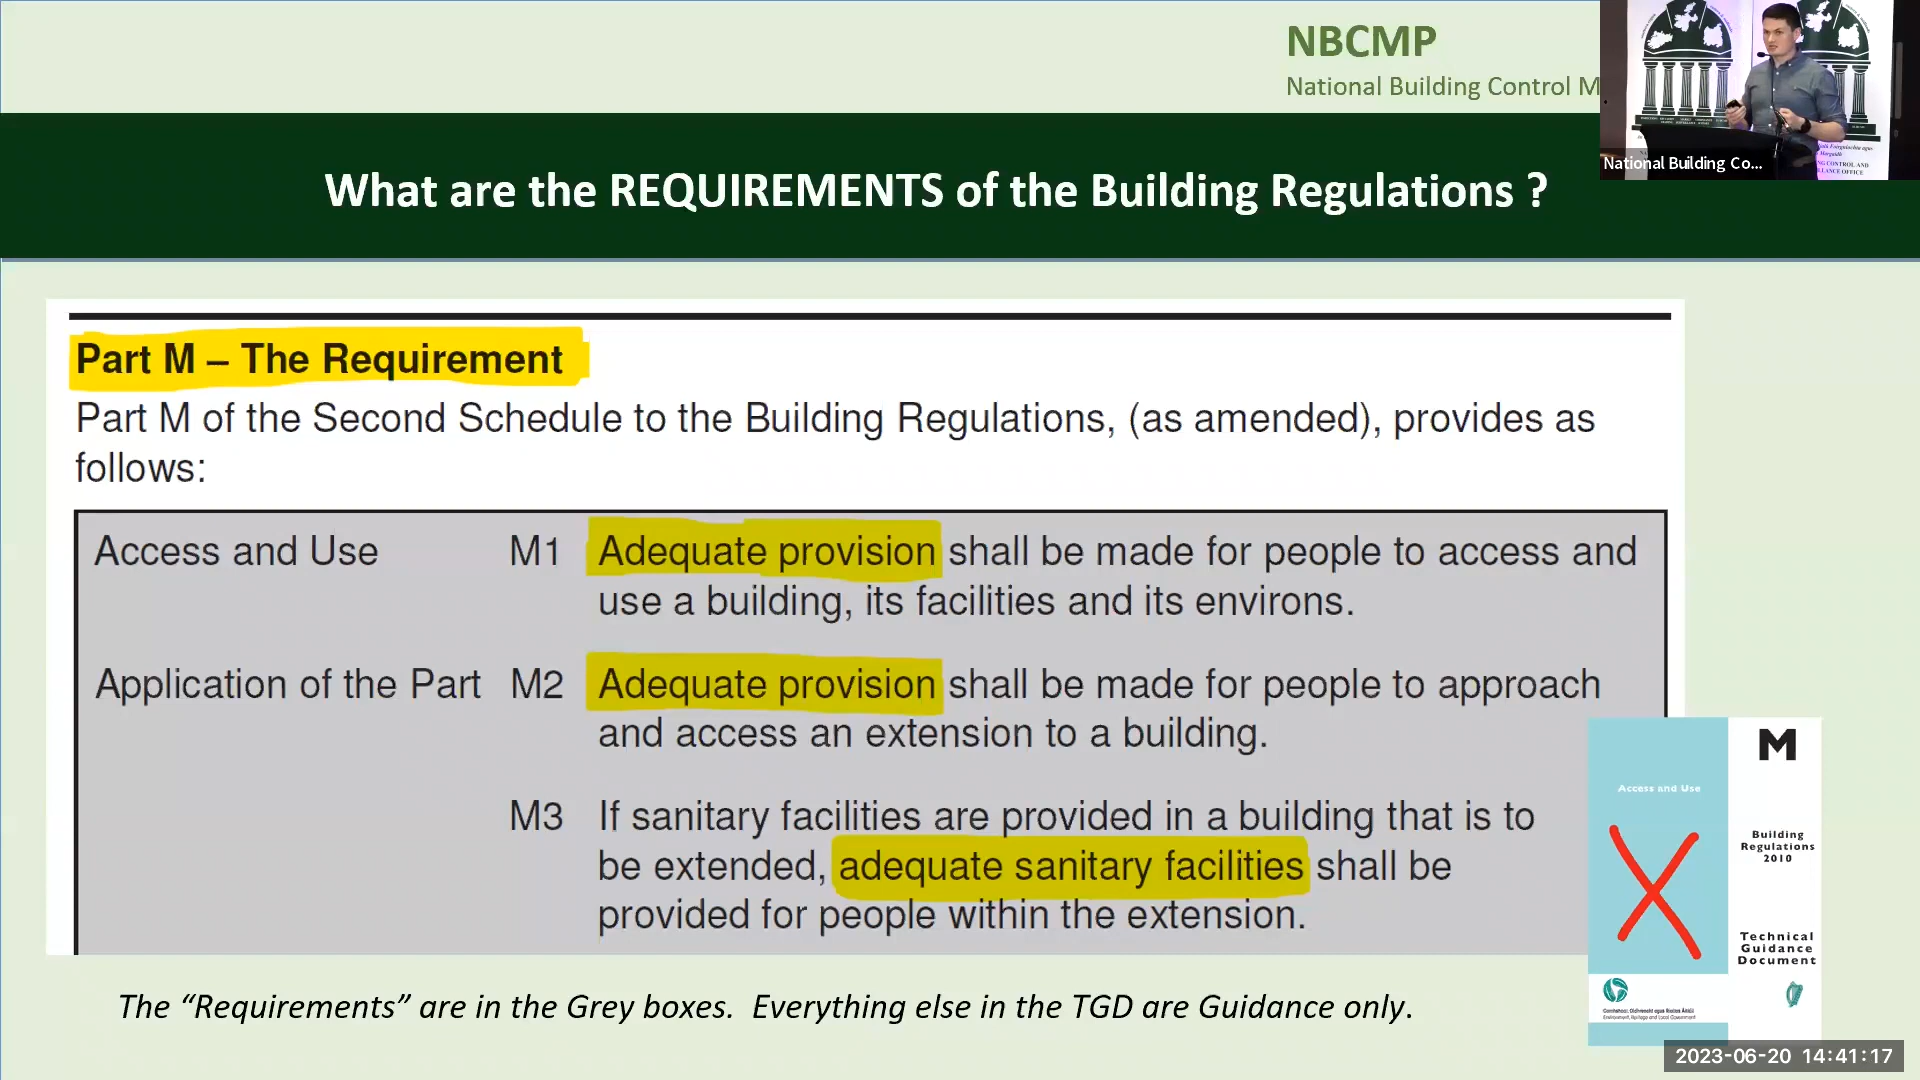 NBCMP
National Building Control M
National Building Co...
What are the REQUIREMENTS of the Building Regulations ?
Part M – The Requirement
Part M of the Second Schedule to the Building Regulations, (as amended), provides as
follows:
Access and Use M1 Adequate provision shall be made for people to access and
use a building, its facilities and its environs.
Application of the Part M2 Adequate provision shall be made for people to approach
and access an extension to a building.
M3 If sanitary facilities are provided in a building that is to
be extended, adequate sanitary facilities shall be
provided for people within the extension.
M
Access and Use
Building
Regulations
2010
Technical
Guidance
Document
The “Requirements” are in the Grey boxes. Everything else in the TGD are Guidance only.
2023-06-20 14:41:17